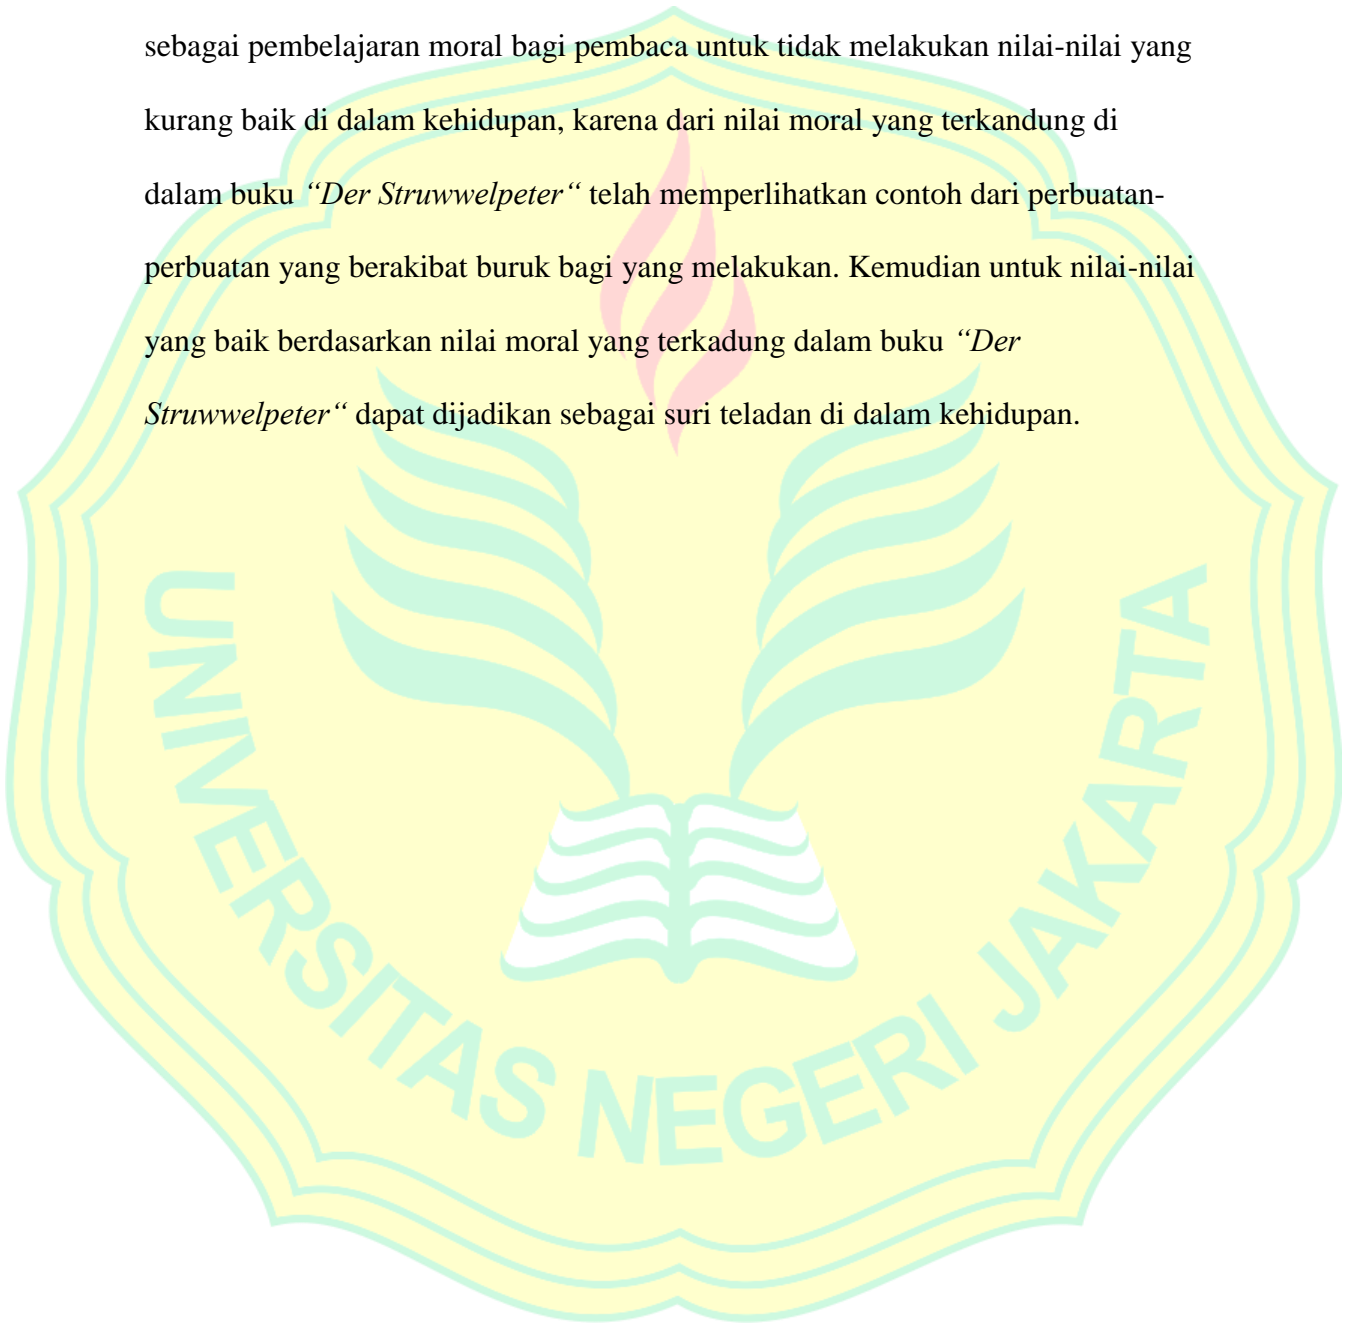 sebagai pembelajaran moral bagi pembaca untuk tidak melakukan nilai-nilai yang
kurang baik di dalam kehidupan, karena dari nilai moral yang terkandung di
dalam buku “Der Struwwelpeter“ telah memperlihatkan contoh dari perbuatan-
perbuatan yang berakibat buruk bagi yang melakukan. Kemudian untuk nilai-nilai
yang baik berdasarkan nilai moral yang terkadung dalam buku “Der
Struwwelpeter“ dapat dijadikan sebagai suri teladan di dalam kehidupan.
UNIVERSITAS NEGERI JAKARTA